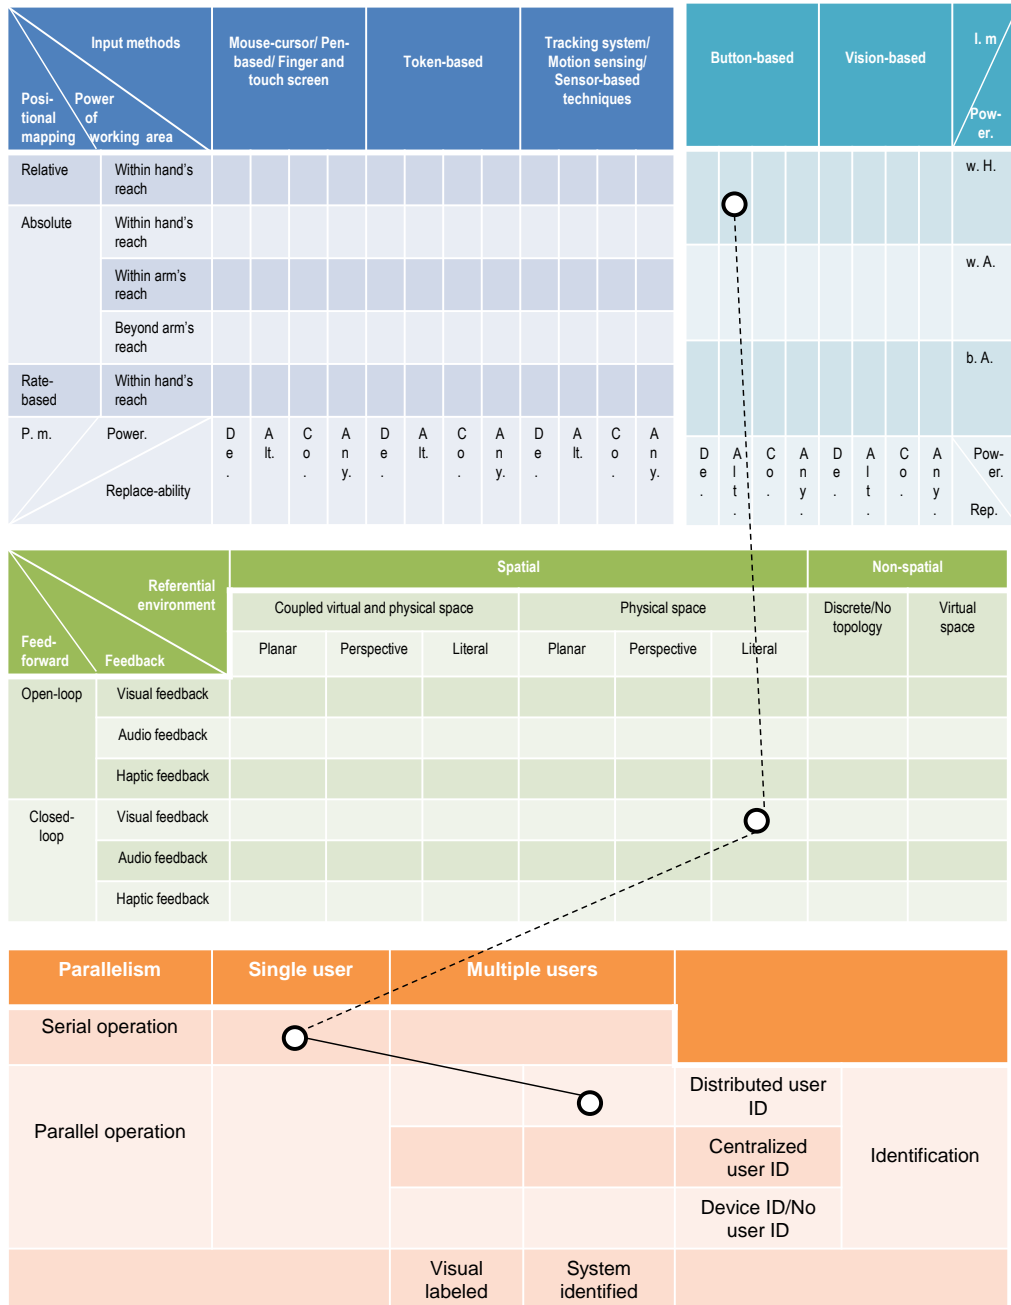 Input methods
Posi-
tional
mapping
Power
of
working area
Mouse-cursor/ Pen-
based/ Finger and
touch screen
Token-based
Tracking system/
Motion sensing/
Sensor-based
techniques
Relative
Within hand's
reach
Absolute
Within hand's
reach
Within arm's
reach
Beyond arm's
reach
Rate-
based
Within hand's
reach
P. m.
Power.
Replace-ability
D
e
.
A
lt.
C
o
.
A
n
y.
D
e
.
A
lt.
C
o
.
A
n
y.
D
e
.
A
lt.
C
o
.
A
n
y.
Button-based
Vision-based
I. m
Pow-
er.
w. H.
w. A.
b. A.
D
e
.
A
l
t
.
C
o
.
A
n
y
.
D
e
.
A
l
t
.
C
o
.
A
n
y
.
Pow-
er.
Rep.
Referential
environment
Feed-
forward
Feedback
Spatial
Non-spatial
Coupled virtual and physical space
Physical space
Discrete/No
topology
Virtual
space
Planar
Perspective
Literal
Planar
Perspective
Literal
Open-loop
Visual feedback
Audio feedback
Haptic feedback
Closed-
loop
Visual feedback
Audio feedback
Haptic feedback
Parallelism
Single user
Multiple users
Serial operation
Parallel operation
Distributed user
ID
Centralized
user ID
Device ID/No
user ID
Identification
Visual
labeled
System
identified